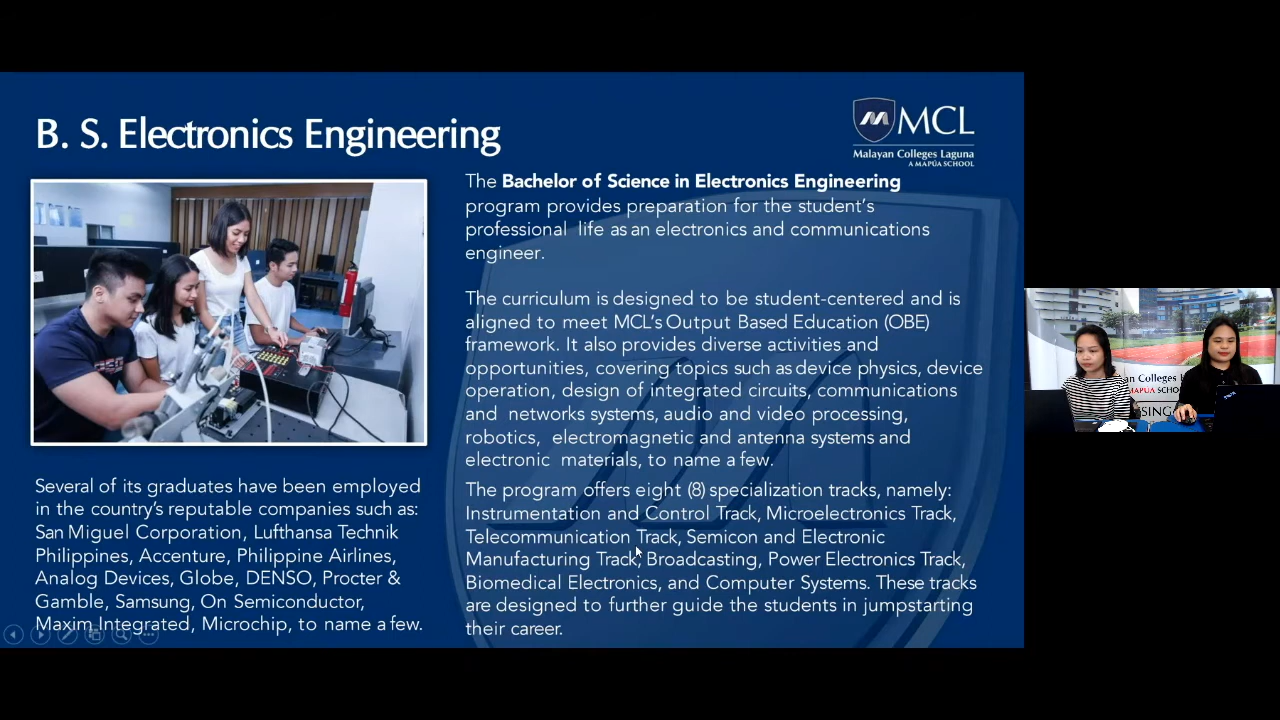 B. S. Electronics Engineering
MCL
Malayan Colleges Laguna
A MAPÚA SCHOOL
The Bachelor of Science in Electronics Engineering
program provides preparation for the student's
professional life as an electronics and communications
engineer.
The curriculum is designed to be student-centered and is
aligned to meet MCL's Output Based Education (OBE)
framework. It also provides diverse activities and
opportunities, covering topics such as device physics, device
operation, design of integrated circuits, communications
and networks systems, audio and video processing,
robotics, electromagnetic and antenna systems and
electronic materials, to name a few.
The program offers eight (8) specialization tracks, namely:
Instrumentation and Control Track, Microelectronics Track,
Telecommunication Track, Semicon and Electronic
Manufacturing Track, Broadcasting, Power Electronics Track,
Biomedical Electronics, and Computer Systems. These tracks
are designed to further guide the students in jumpstarting
their career.
Several of its graduates have been employed
in the country's reputable companies such as:
San Miguel Corporation, Lufthansa Technik
Philippines, Accenture, Philippine Airlines,
Analog Devices, Globe, DENSO, Procter &
Gamble, Samsung, On Semiconductor,
Maxim Integrated, Microchip, to name a few.
an Colleges
MAPÚA SCHO
SING